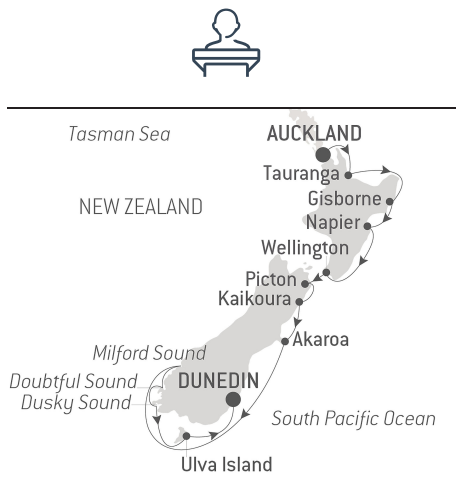 Tasman Sea
AUCKLAND
Tauranga
NEW ZEALAND
Gisborne
Napier
Wellington
Picton
Kaikoura
Akaroa
Milford Sound
Doubtful Sound
DUNEDIN
Dusky Sound
South Pacific Ocean
Ulva Island